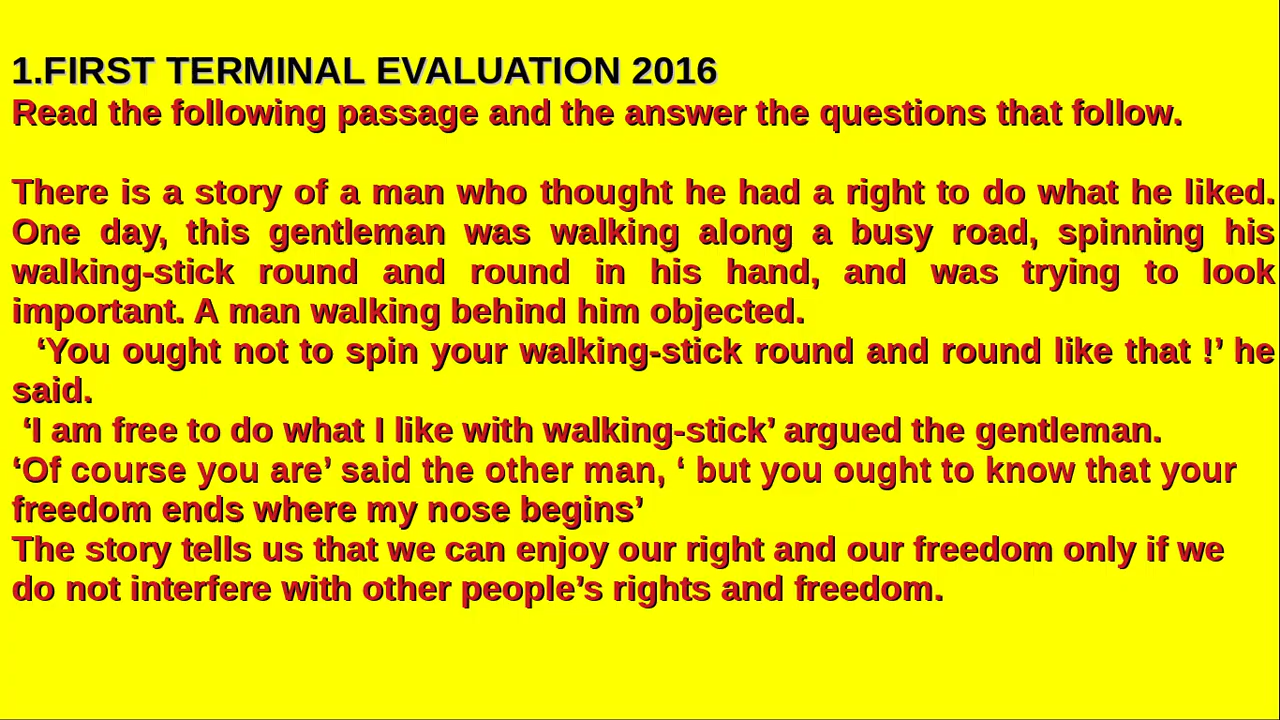 1.FIRST TERMINAL EVALUATION 2016
Read the following passage and the answer the questions that follow.
There is a story of a man who thought he had a right to do what he liked.
One day, this gentleman was walking along a busy road, spinning his
walking-stick round and round in his hand, and was trying to look
important. A man walking behind him objected.
‘You ought not to spin your walking-stick round and round like that !’ he
said.
‘I am free to do what I like with walking-stick’ argued the gentleman.
‘Of course you are’ said the other man, ‘ but you ought to know that your
freedom ends where my nose begins’
The story tells us that we can enjoy our right and our freedom only if we
do not interfere with other people’s rights and freedom.